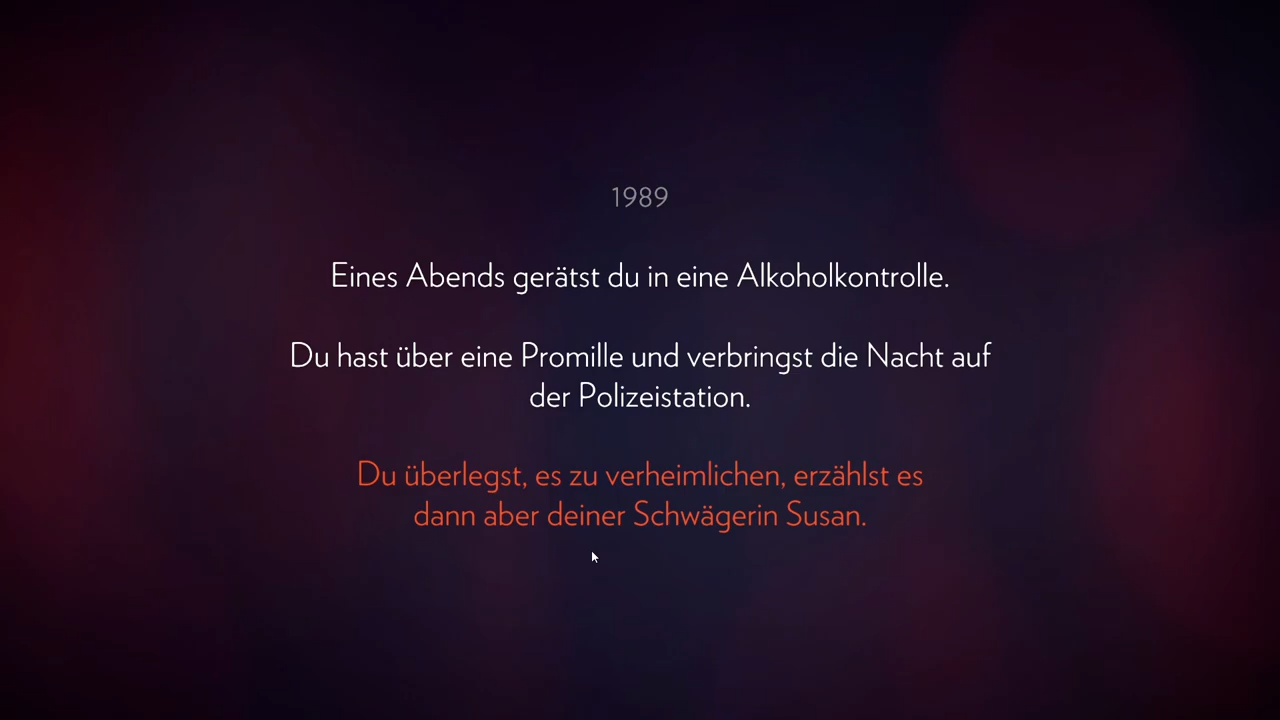 1989
Eines Abends gerätst du in eine Alkoholkontrolle.
Du hast über eine Promille und verbringst die Nacht auf
der Polizeistation.
Du überlegst, es zu verheimlichen, erzählst es
dann aber deiner Schwägerin Susan.